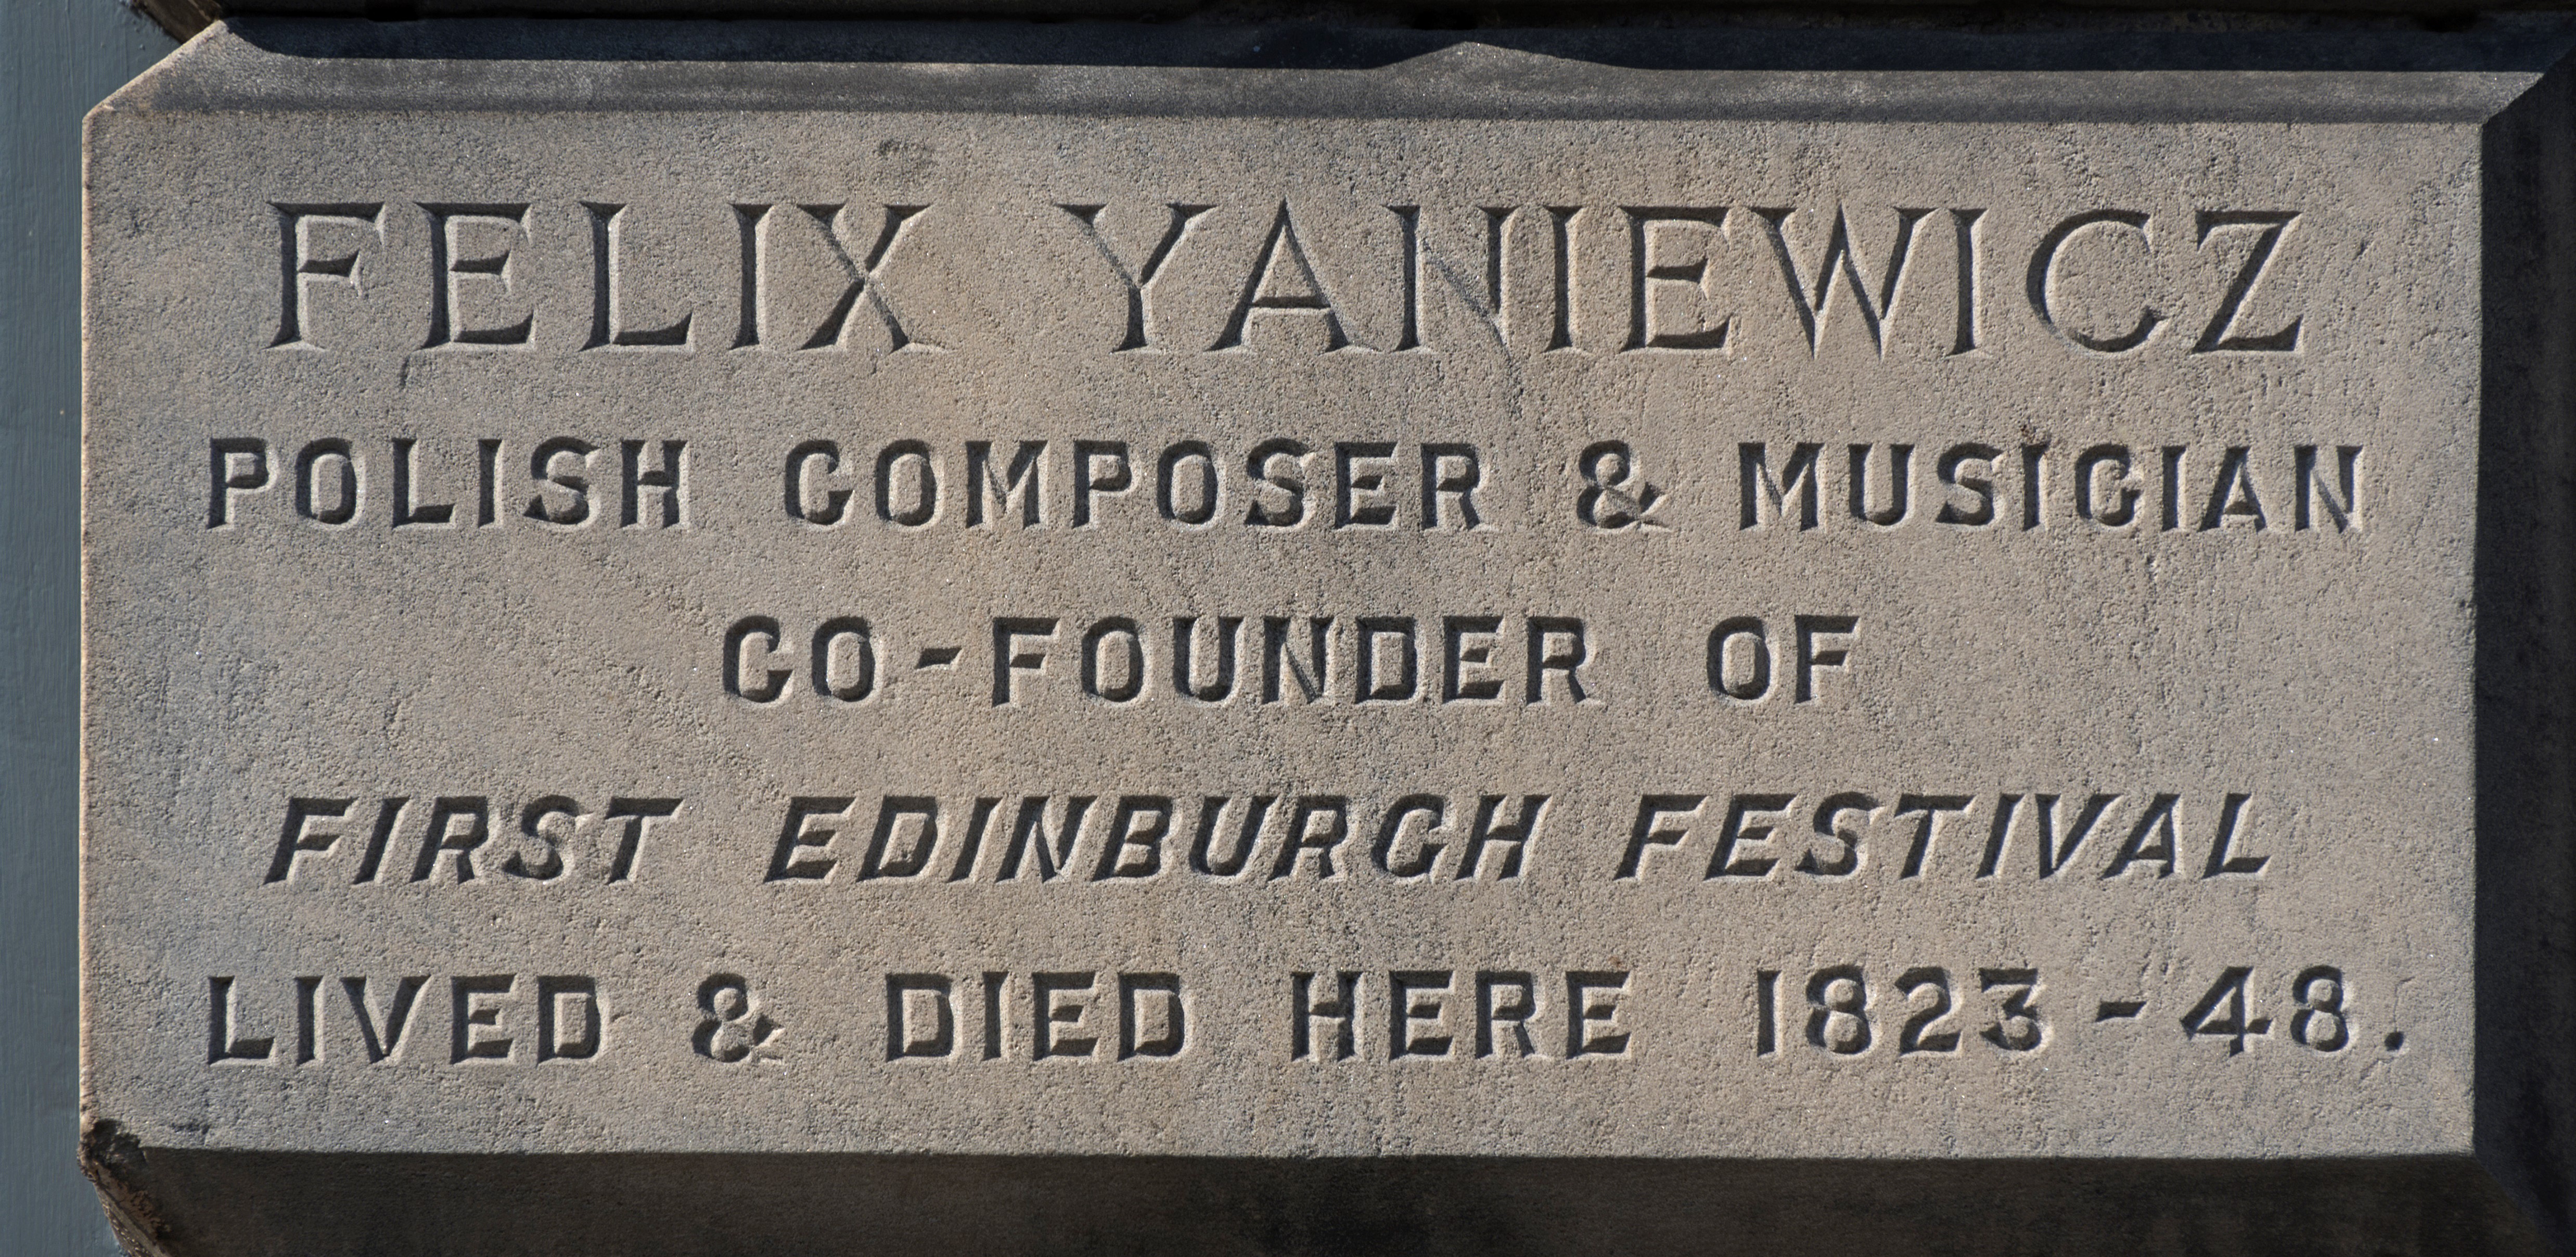 FELIX YANIEWICZ
POLISH COMPOSER & MUSICIAN
CO-FOUNDER OF
FIRST EDINBURGH FESTIVAL
LIVED & DIED HERE 1823-48.